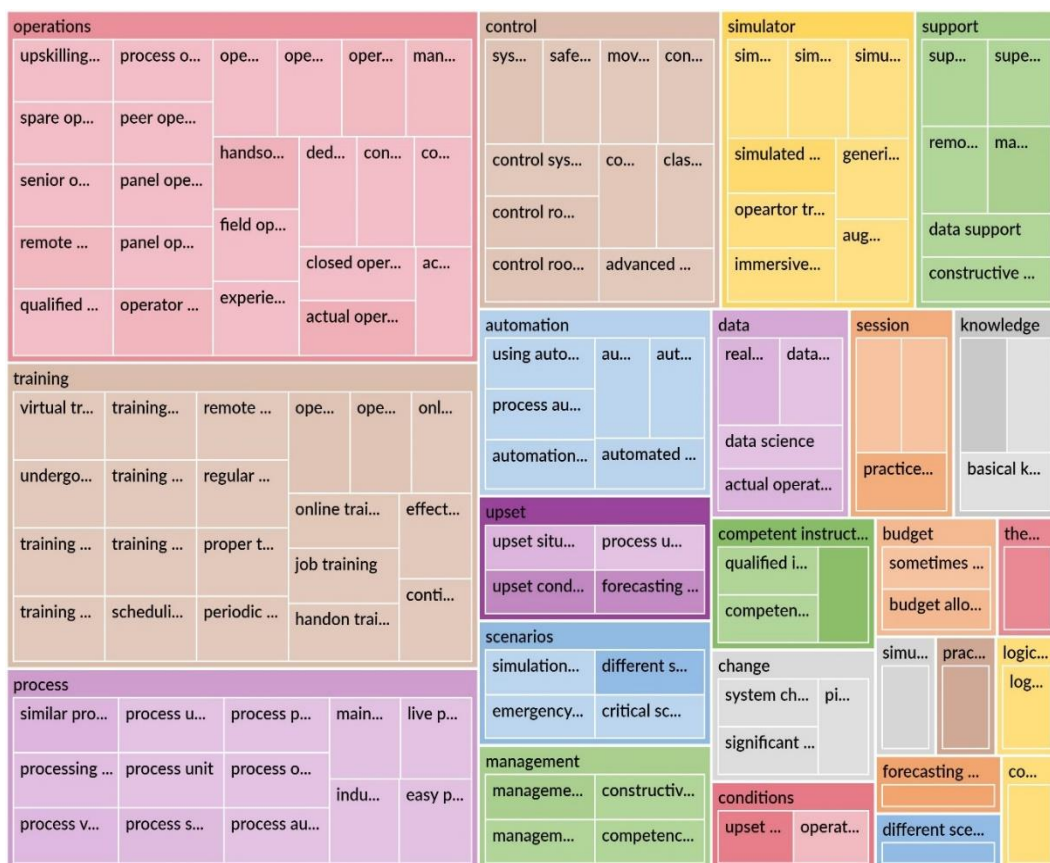 operations
upskilling... process o... ope... ope... oper... man...
spare op... peer ope...
handso... ded... con... co...
senior o... panel ope...
field op...
remote ... panel op...
closed oper... ac...
qualified ... operator ... experie...
actual oper...
training
virtual tr... training... remote ... ope... ope... onl...
undergo... training ... regular ...
online trai... effect...
training ... training ... proper t...
job training
conti...
training ... scheduli... periodic ... handon trai...
process
similar pro... process u... process p... main... live p...
processing ... process unit process o...
indu... easy p...
process v... process s... process au...
control
sys... safe... mov... con...
control sys... co... clas...
control ro...
control roo... advanced ...
simulator
sim... sim... simu...
simulated ... generi...
opeartor tr...
aug...
immersive...
support
sup... supe...
remo... ma...
data support
constructive ...
automation
using auto... au... aut...
process au...
automation... automated ...
data
real... data...
data science
actual operat...
session
practice...
knowledge
basical k...
upset
upset situ... process u...
upset cond... forecasting ...
competent instruct...
qualified i...
competen...
budget
sometimes ...
budget allo...
the...
scenarios
simulation... different s...
emergency... critical sc...
change
system ch... pi...
significant ...
simu...
prac...
logic...
log...
management
manageme... constructiv...
managem... competenc...
conditions
upset ... operat...
forecasting ...
different sce...
co...